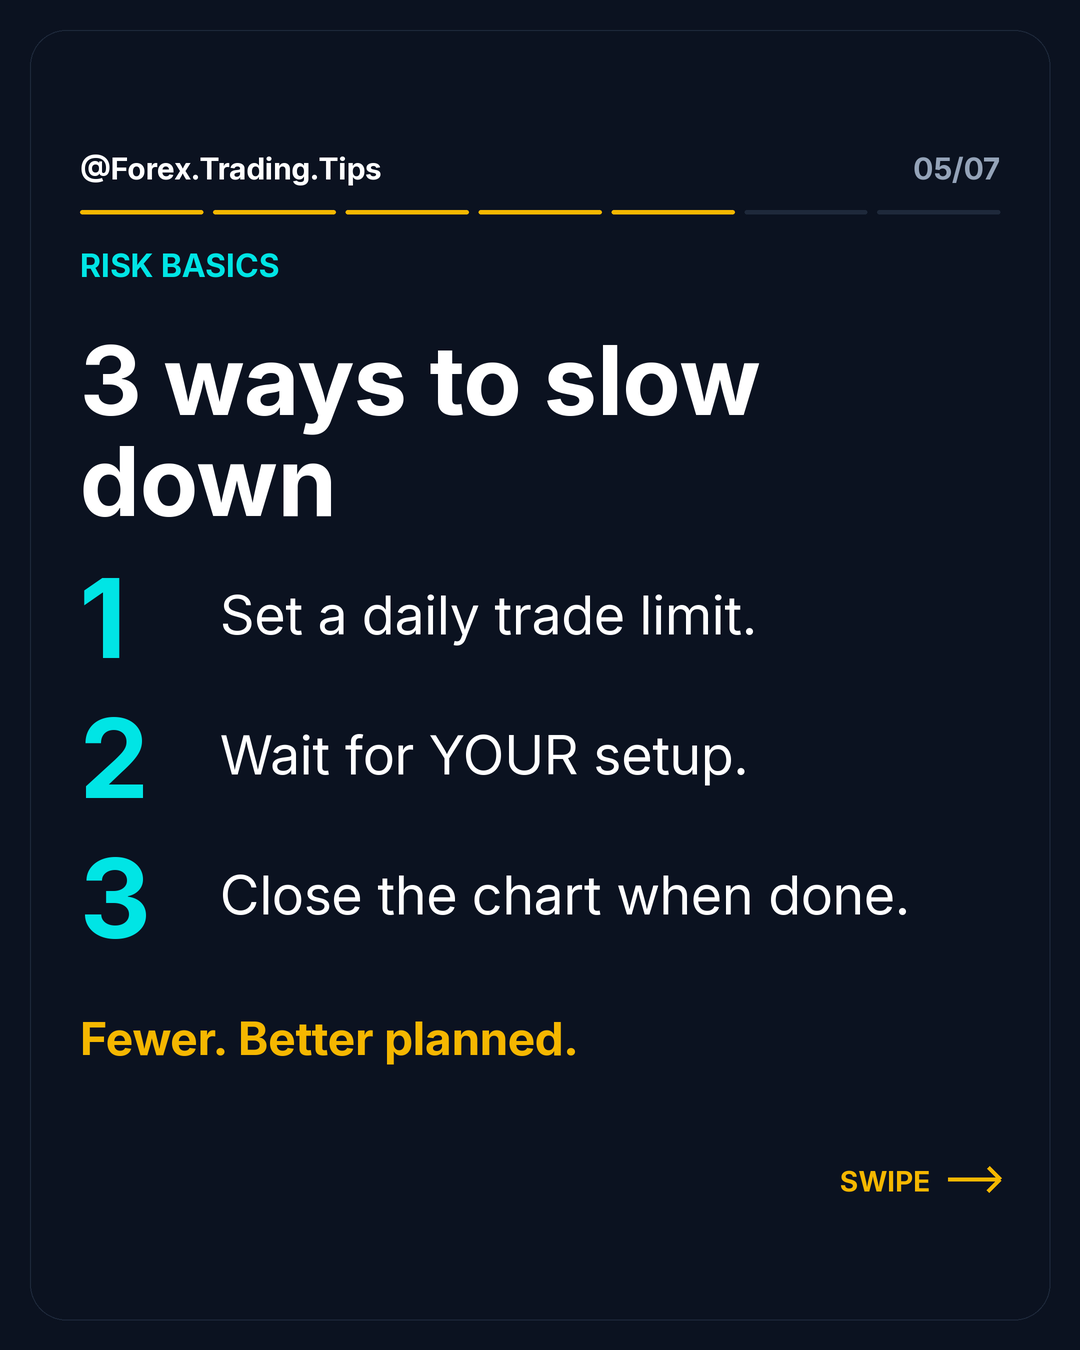 @Forex.Trading.Tips
05/07
RISK BASICS
3 ways to slow
down
1 Set a daily trade limit.
2 Wait for YOUR setup.
3 Close the chart when done.
Fewer. Better planned.
SWIPE